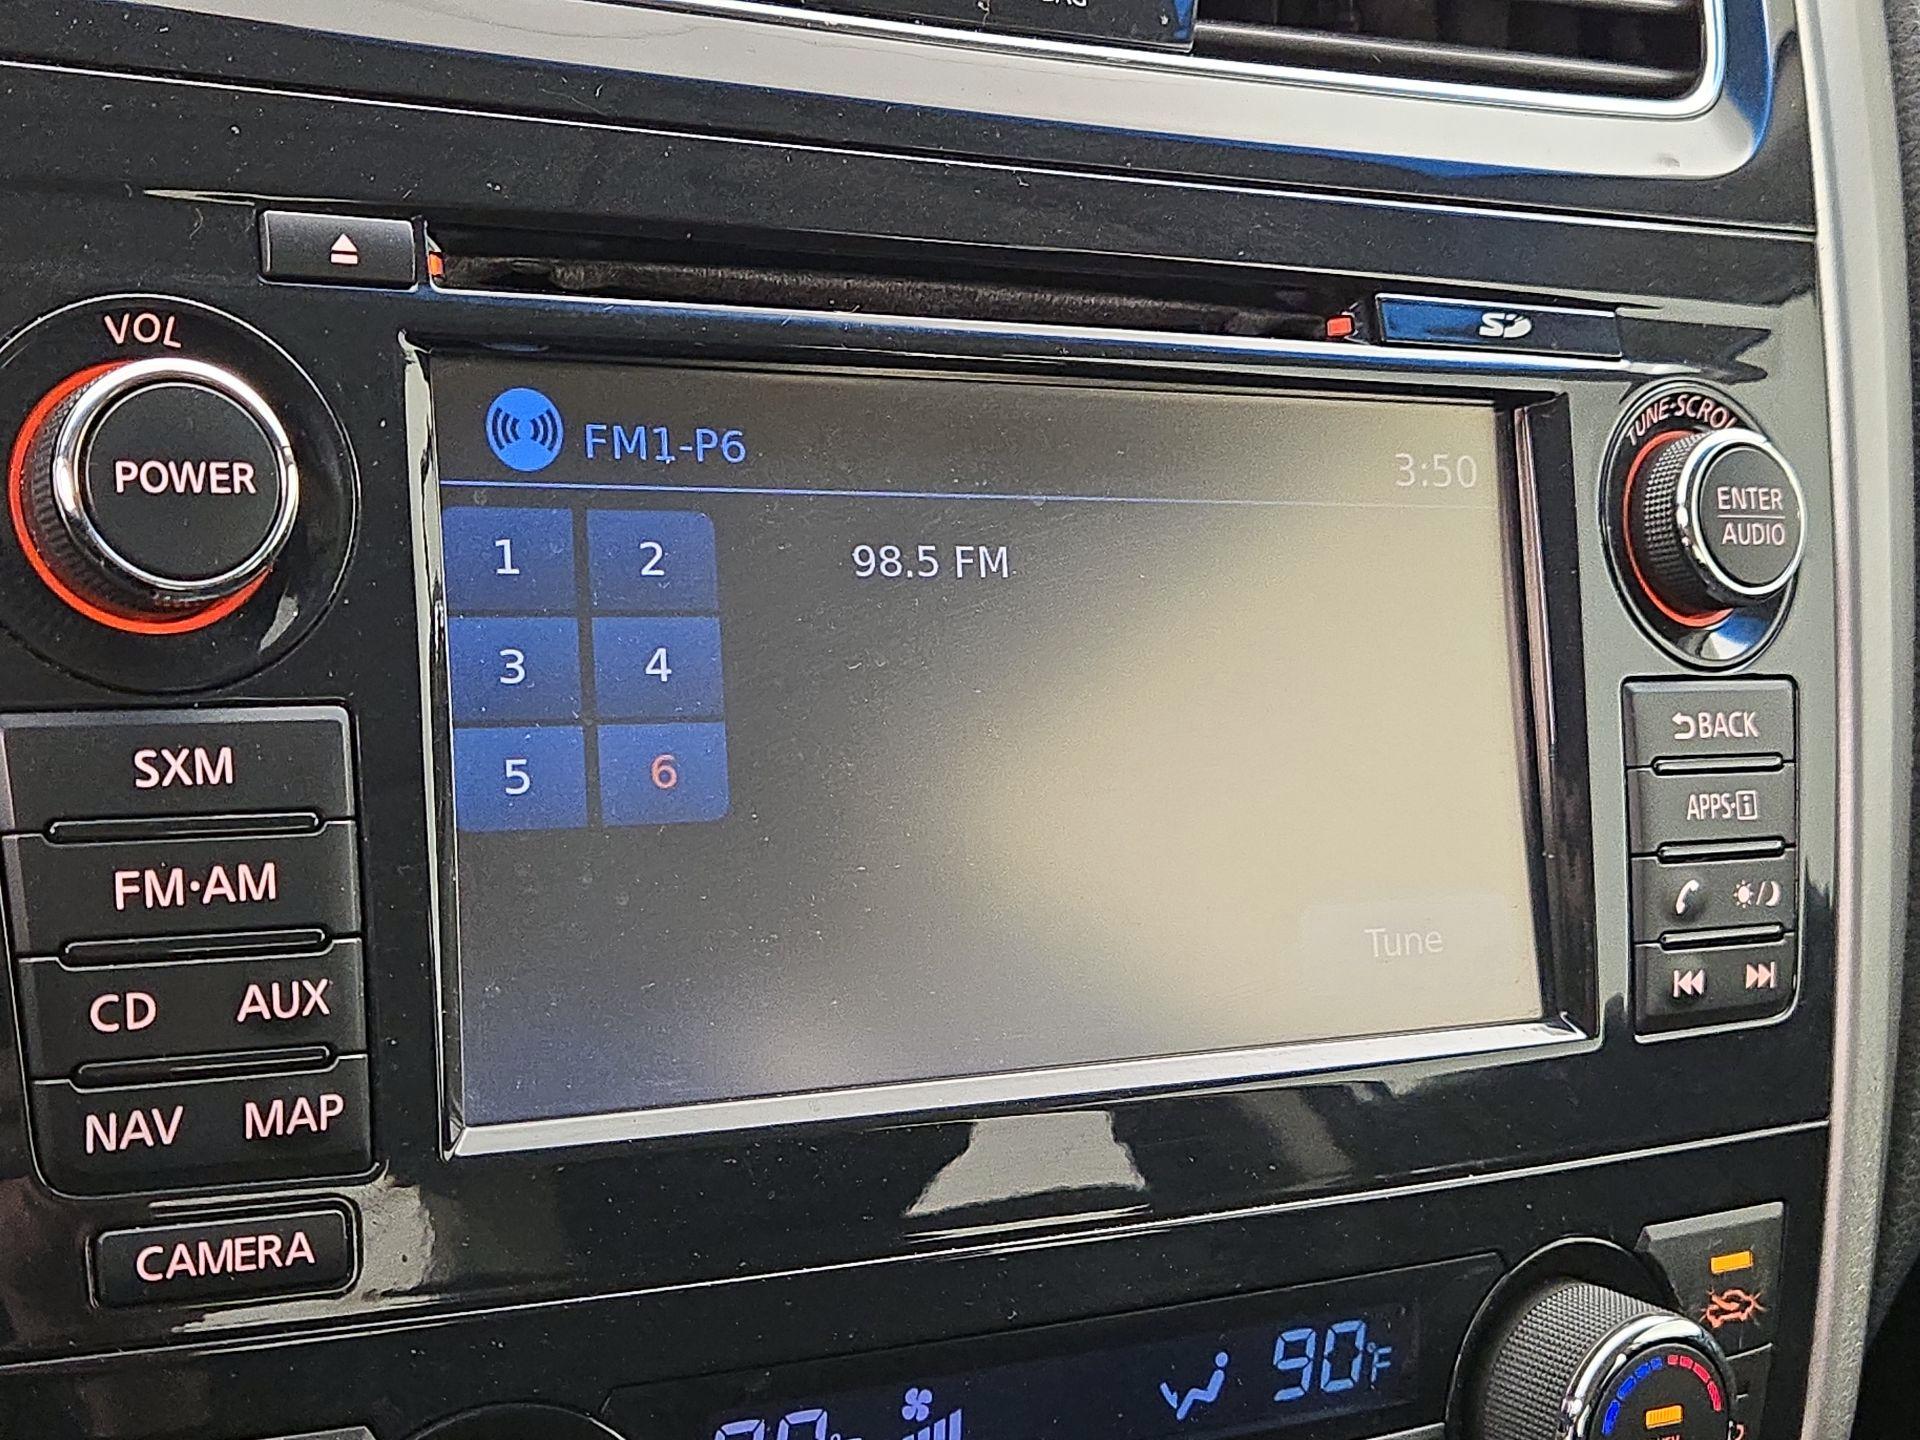 VOL
POWER
SD
TUNE·SCROLL
ENTER
AUDIO
FM1-P6
3:50
1 2
98.5 FM
3 4
5 6
Tune
SXM
FM·AM
CD AUX
NAV MAP
CAMERA
BACK
APPS·i
90°F